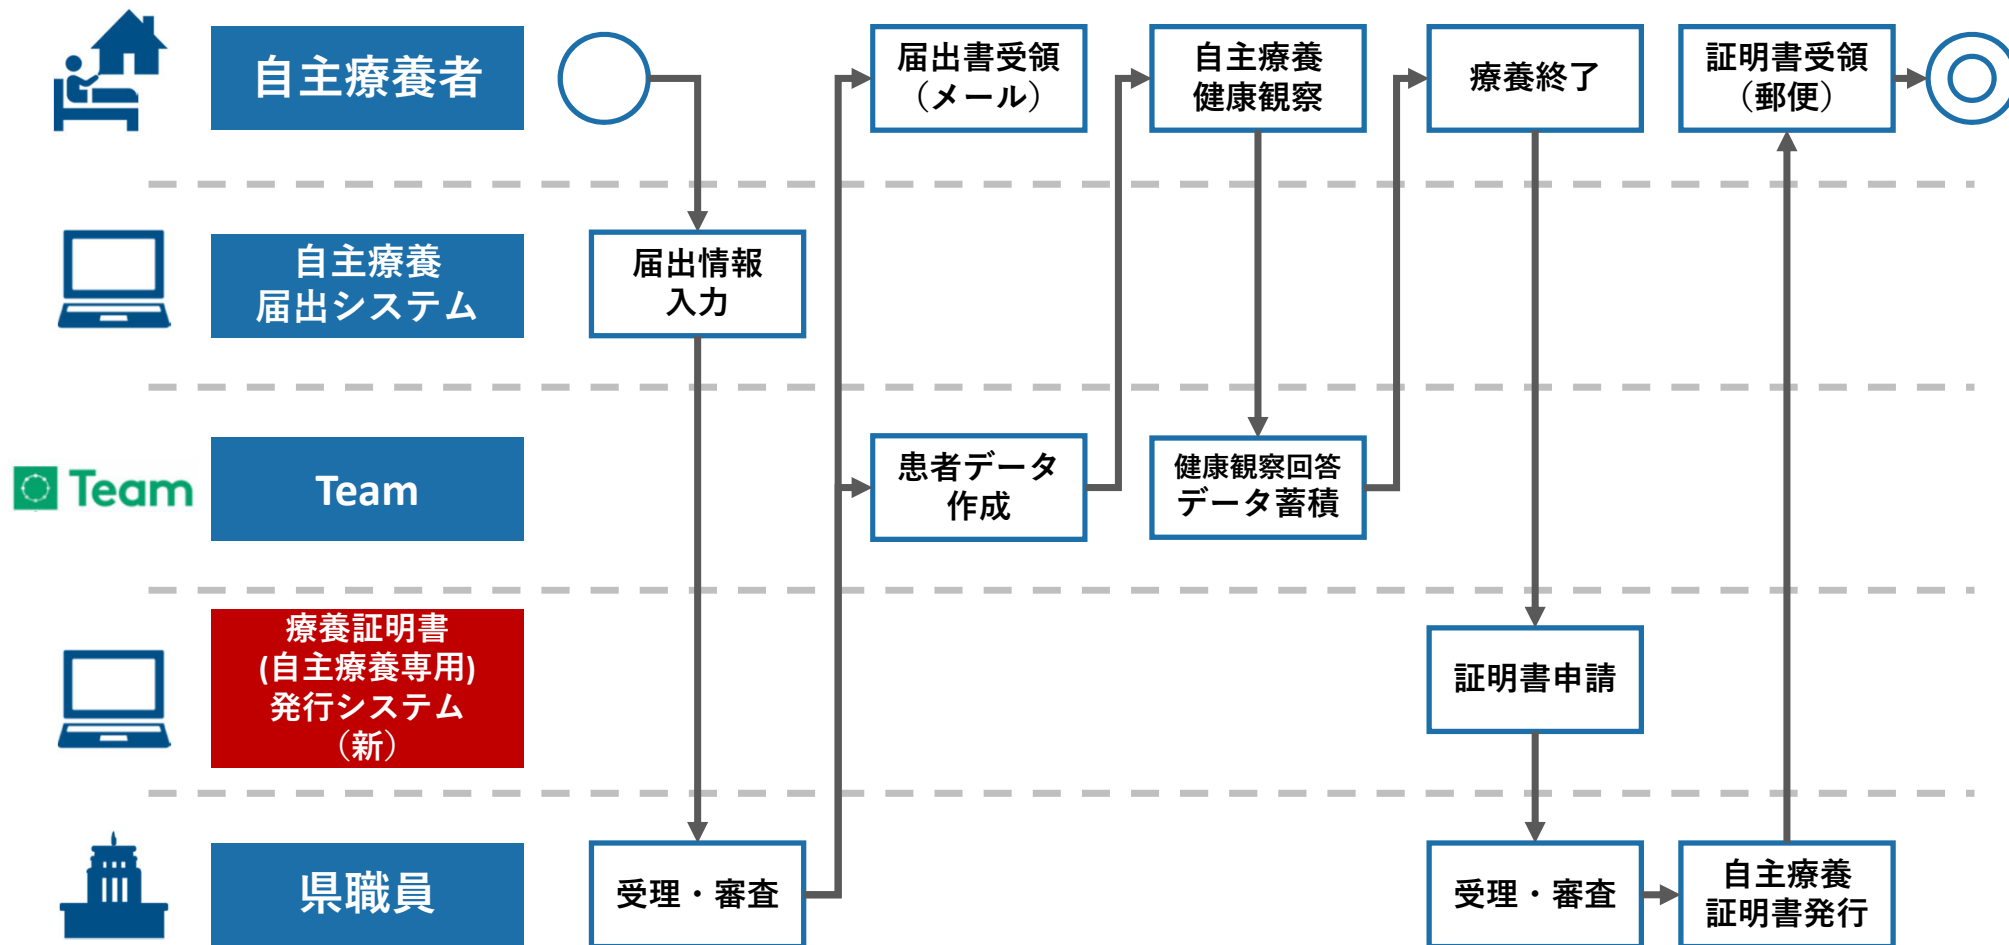 自主療養者
届出書受領
（メール）
自主療養
健康観察
療養終了
証明書受領
（郵便）
自主療養
届出システム
届出情報
入力
Team
Team
患者データ
作成
健康観察回答
データ蓄積
療養証明書
(自主療養専用)
発行システム
（新）
証明書申請
県職員
受理・審査
受理・審査
自主療養
証明書発行